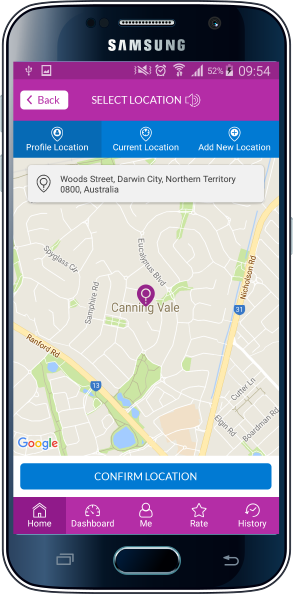 SAMSUNG
52% 09:54
Back
SELECT LOCATION
Profile Location
Current Location
Add New Location
Woods Street, Darwin City, Northern Territory
0800, Australia
Eucalyptus Blvd
Spyglass Cir
Nicholson Rd
Samphire Rd
Canning Vale
31
Ranford Rd
13
Cutter Ln
Elgin Rd
Boardman Rd
Google
CONFIRM LOCATION
Home
Dashboard
Me
Rate
History